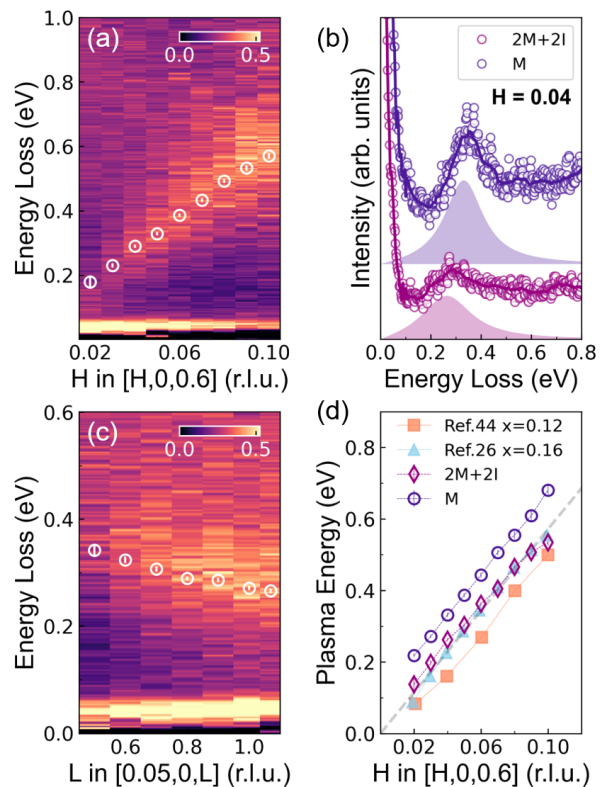 (a)
0.0 0.5
1.0
0.8
0.6
0.4
0.2
Energy Loss (eV)
0.02 0.06 0.10
H in [H,0,0.6] (r.l.u.)
(b)
2M+2I
M
H = 0.04
Intensity (arb. units)
0.0 0.2 0.4 0.6 0.8
Energy Loss (eV)
(c)
0.0 0.5
0.6
0.4
0.2
0.0
Energy Loss (eV)
0.6 0.8 1.0
L in [0.05,0,L] (r.l.u.)
(d)
Ref.44 x=0.12
Ref.26 x=0.16
2M+2I
M
0.8
0.6
0.4
0.2
0.0
Plasma Energy (eV)
0.02 0.06 0.10
H in [H,0,0.6] (r.l.u.)